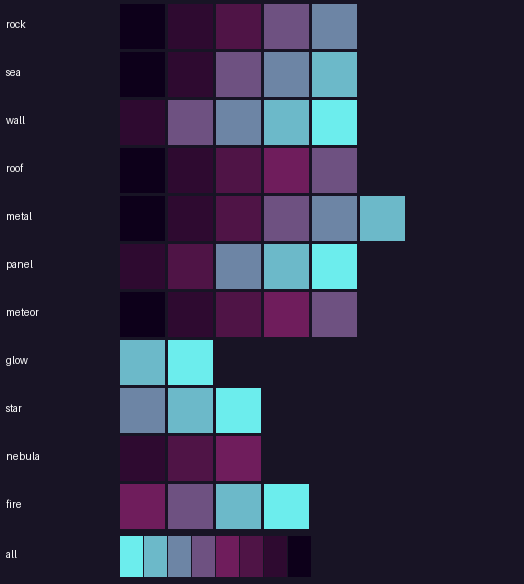 rock
sea
wall
roof
metal
panel
meteor
glow
star
nebula
fire
all